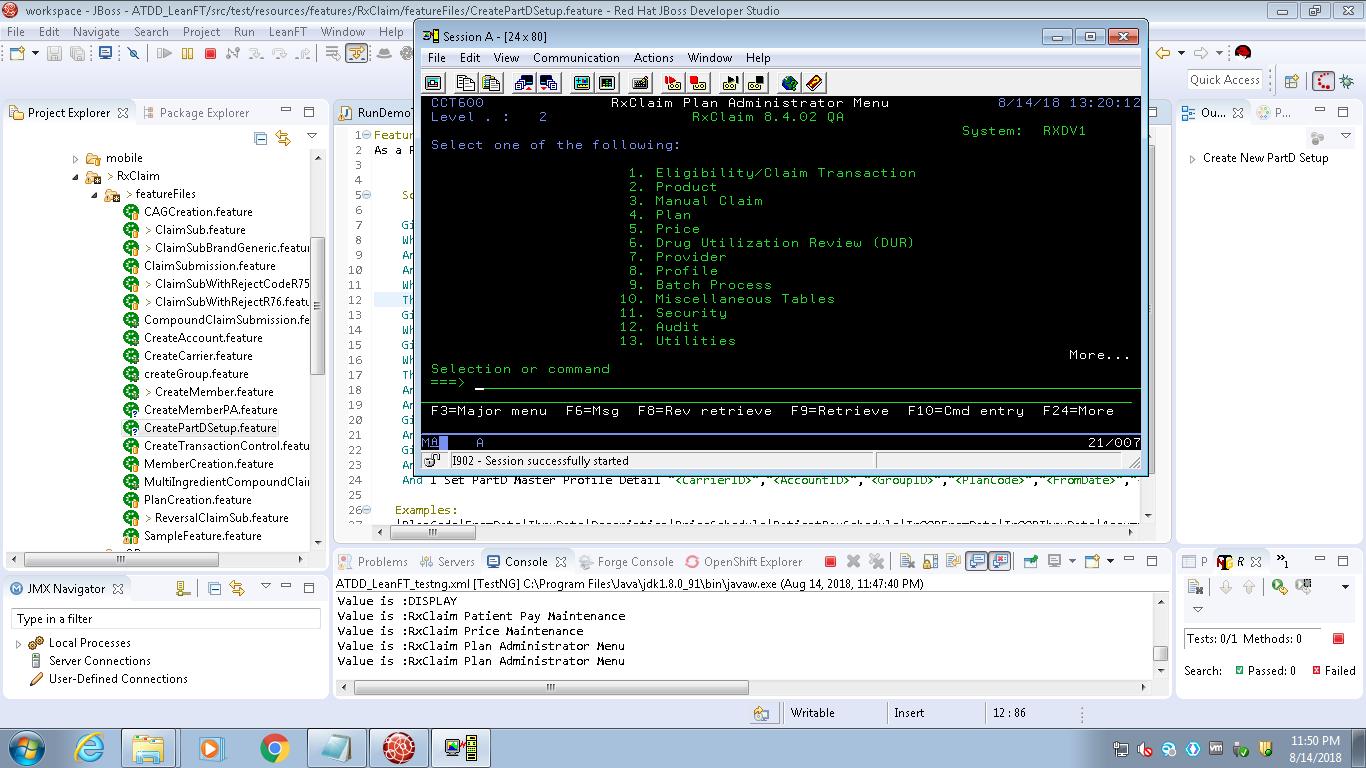 workspace - JBoss - ATDD_LeanFT/src/test/resources/features/RxClaim/featureFiles/CreatePartDSetup.feature - Red Hat JBoss Developer Studio
File Edit Navigate Search Project Run LeanFT Window Help
Quick Access
Project Explorer
Package Explorer
mobile
> RxClaim
> featureFiles
CAGCreation.feature
> ClaimSub.feature
> ClaimSubBrandGeneric.featur
ClaimSubmission.feature
> ClaimSubWithRejectCodeR75
> ClaimSubWithRejectR76.featu
CompoundClaimSubmission.fe
CreateAccount.feature
CreateCarrier.feature
createGroup.feature
> CreateMember.feature
CreateMemberPA.feature
CreatePartDSetup.feature
CreateTransactionControl.featu
MemberCreation.feature
MultiIngredientCompoundClai
PlanCreation.feature
> ReversalClaimSub.feature
SampleFeature.feature
JMX Navigator
Type in a filter
Local Processes
Server Connections
User-Defined Connections
RunDemoT
1 Featur
2 As a R
3
4
5 Sc
6
7 Gi
8 Wh
9 An
10 An
11 Wh
12 Th
13 Gi
14 Wh
15 Gi
16 Wh
17 Th
18 An
19 An
20 Gi
21 An
22 Gi
23 An
24 And I Set PartD Master Profile Detail "<CarrierID>","<AccountID>","<GroupID>","<PlanCode>","<FromDate>",
25
26 Examples:
Session A - [24 x 80]
File Edit View Communication Actions Window Help
CCT600 RxClaim Plan Administrator Menu 8/14/18 13:20:12
Level . : 2 RxClaim 8.4.02 QA
System: RXDV1
Select one of the following:
1. Eligibility/Claim Transaction
2. Product
3. Manual Claim
4. Plan
5. Price
6. Drug Utilization Review (DUR)
7. Provider
8. Profile
9. Batch Process
10. Miscellaneous Tables
11. Security
12. Audit
13. Utilities
More...
Selection or command
===>
F3=Major menu F6=Msg F8=Rev retrieve F9=Retrieve F10=Cmd entry F24=More
MA A 21/007
I902 - Session successfully started
Ou...
P...
Create New PartD Setup
Problems Servers Console Forge Console OpenShift Explorer
ATDD_LeanFT_testng.xml [TestNG] C:\Program Files\Java\jdk1.8.0_91\bin\javaw.exe (Aug 14, 2018, 11:47:40 PM)
Value is :DISPLAY
Value is :RxClaim Patient Pay Maintenance
Value is :RxClaim Price Maintenance
Value is :RxClaim Plan Administrator Menu
Value is :RxClaim Plan Administrator Menu
P R »1
Tests: 0/1 Methods: 0
Search: Passed: 0 Failed
Writable Insert 12 : 86
11:50 PM
8/14/2018